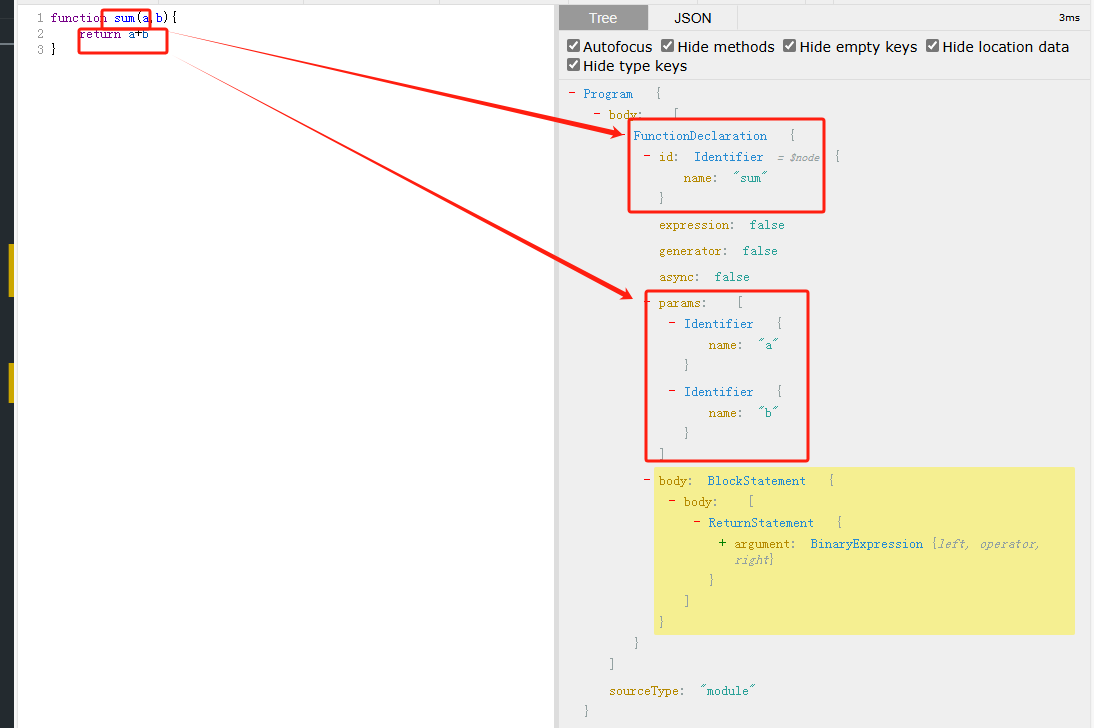 1 function sum(a,b){
2 return a+b
3 }
Tree JSON 3ms
Autofocus Hide methods Hide empty keys Hide location data
Hide type keys
- Program {
- body: [
- FunctionDeclaration {
- id: Identifier = $node {
name: "sum"
}
expression: false
generator: false
async: false
- params: [
- Identifier {
name: "a"
}
- Identifier {
name: "b"
}
]
- body: BlockStatement {
- body: [
- ReturnStatement {
+ argument: BinaryExpression {left, operator,
right}
}
]
}
}
]
sourceType: "module"
}